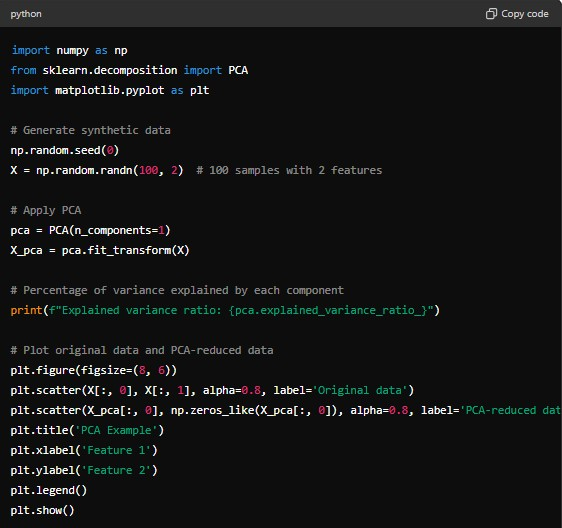 python
Copy code
import numpy as np
from sklearn.decomposition import PCA
import matplotlib.pyplot as plt
# Generate synthetic data
np.random.seed(0)
X = np.random.randn(100, 2)  # 100 samples with 2 features
# Apply PCA
pca = PCA(n_components=1)
X_pca = pca.fit_transform(X)
# Percentage of variance explained by each component
print(f"Explained variance ratio: {pca.explained_variance_ratio_}")
# Plot original data and PCA-reduced data
plt.figure(figsize=(8, 6))
plt.scatter(X[:, 0], X[:, 1], alpha=0.8, label='Original data')
plt.scatter(X_pca[:, 0], np.zeros_like(X_pca[:, 0]), alpha=0.8, label='PCA-reduced dat
plt.title('PCA Example')
plt.xlabel('Feature 1')
plt.ylabel('Feature 2')
plt.legend()
plt.show()